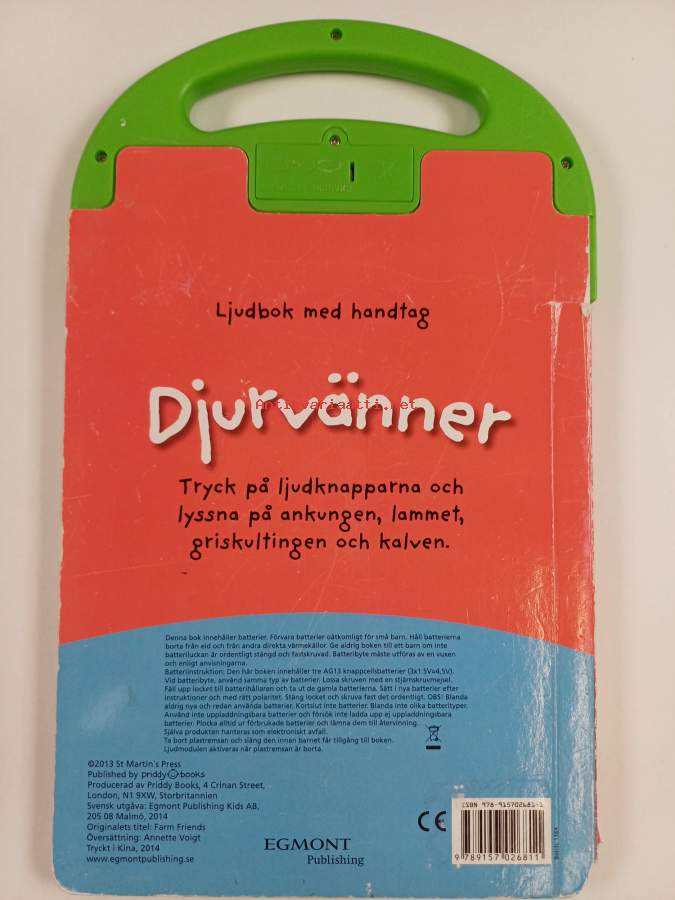 Ljudbok med handtag
Djurvänner
Antikvariaatti.net
Tryck på ljudknapparna och
lyssna på ankungen, lammet,
griskultingen och kalven.
Denna bok innehåller batterier. Förvara batterier oåtkomligt för små barn. Håll batterierna
borta från eld och från andra direkta värmekällor. Ge aldrig boken till ett barn om inte
batteriluckan är ordentligt stängd och fastskruvad. Batteribyte måste utföras av en vuxen
och enligt anvisningarna.
Batteriinstruktion: Den här boken innehåller tre AG13 knappcellsbatterier (3x1.5V=4,5V).
Vid batteribyte, använd samma typ av batterier. Lossa skruven med en stjärnskruvmejsel.
Fäll upp locket till batterihållaren och ta ut de gamla batterierna. Sätt i nya batterier efter
instruktioner och med rätt polaritet. Stäng locket och skruva fast det ordentligt. OBS! Blanda
aldrig nya och redan använda batterier. Kortslut inte batterier. Blanda inte olika batterityper.
Använd inte uppladdningsbara batterier och försök inte ladda upp ej uppladdningsbara
batterier. Plocka alltid ur förbrukade batterier och lämna dem till återvinning.
Själva produkten hanteras som elektroniskt avfall.
Ta bort plastremsan och släng den innan barnet får tillgång till boken.
Ljudmodulen aktiveras när plastremsan är borta.
©2013 St Martin's Press
Published by priddy books
Producerad av Priddy Books, 4 Crinan Street,
London, N1 9XW, Storbritannien
Svensk utgåva: Egmont Publishing Kids AB,
205 08 Malmö, 2014
Originalets titel: Farm Friends
Översättning: Annette Voigt
Tryckt i Kina, 2014
www.egmontpublishing.se
EGMONT
Publishing
CE
ISBN 978-915702681-1
9 789157 026811